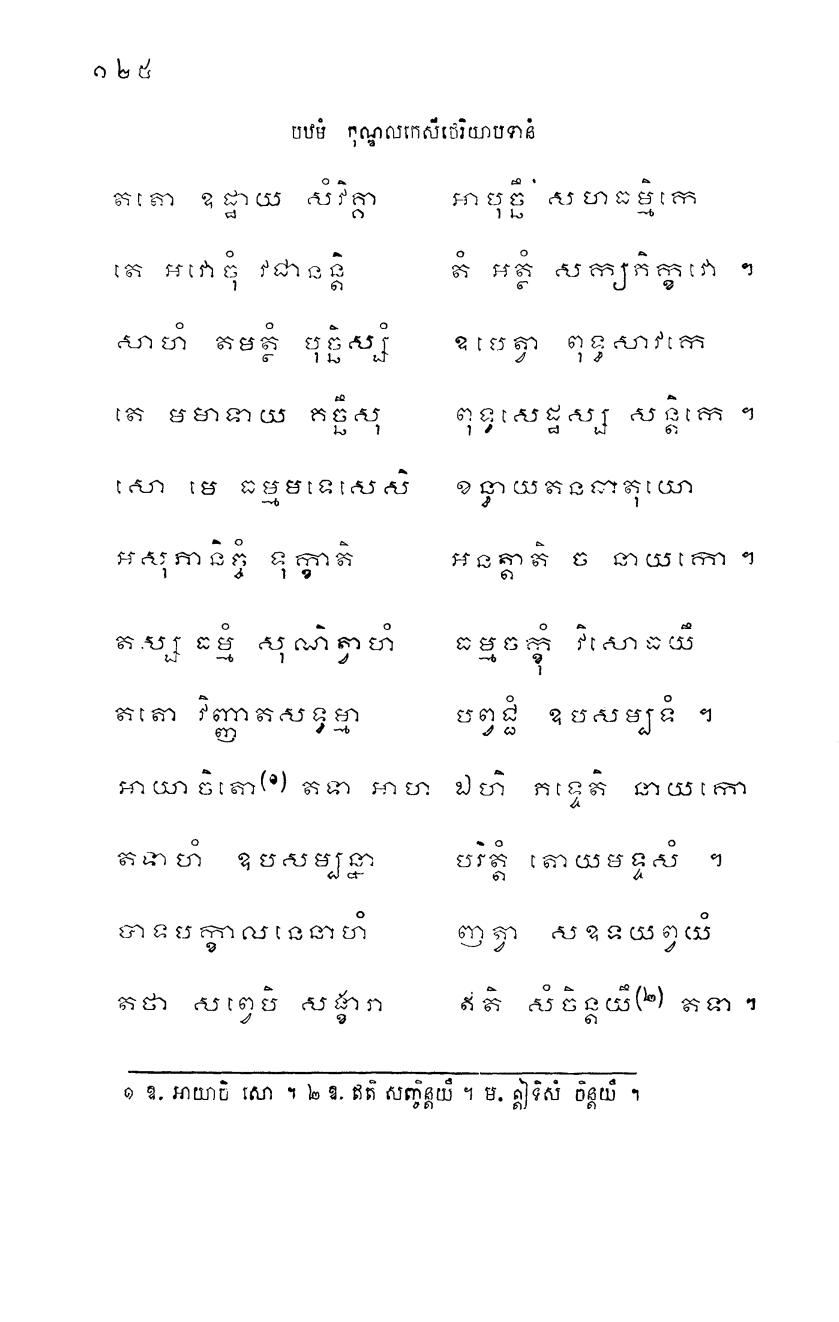 ១២៥
បឋមំ កុណ្ឌលកេសីថេរិយាបទានំ
តតោ ឧដ្ឋាយ សំវិគ្គា អាបុច្ឆឹ សហធម្មិកេ
តេ អវោចុំ វជានន្តិ តំ អត្ថំ សក្យភិក្ខវោ ។
សាហំ តមត្ថំ បុច្ឆិស្សំ ឧបេត្វា ពុទ្ធសាវកេ
តេ មមាទាយ គច្ឆឹសុ ពុទ្ធសេដ្ឋស្ស សន្តិកេ ។
សោ មេ ធម្មមទេសេសិ ខន្ធាយតនធាតុយោ
អសុភានិច្ចំ ទុក្ខាតិ អនត្តាតិ ច នាយកោ ។
តស្ស ធម្មំ សុណិត្វាហំ ធម្មចក្ខុំ វិសោធយឹ
តតោ វិញ្ញាតសទ្ធម្មា បព្វជ្ជំ ឧបសម្បទំ ។
អាយាចិតោ(១) តទា អាហ ឯហិ ភទ្ទេតិ នាយកោ
តទាហំ ឧបសម្បន្នា បរិត្តំ តោយមទ្ទសំ ។
បាទបក្ខាលនេនាហំ ញត្វា សឧទយព្វយំ
តថា សព្វេបិ សង្ខារា ឥតិ សំចិន្តយឹ(២) តទា ។
១ ឱ. អាយាចិ សោ ។ ២ ឱ. ឥតិ សញ្ចិន្តយឹ ។ ម. ឦទិសំ ចិន្តយឹ ។